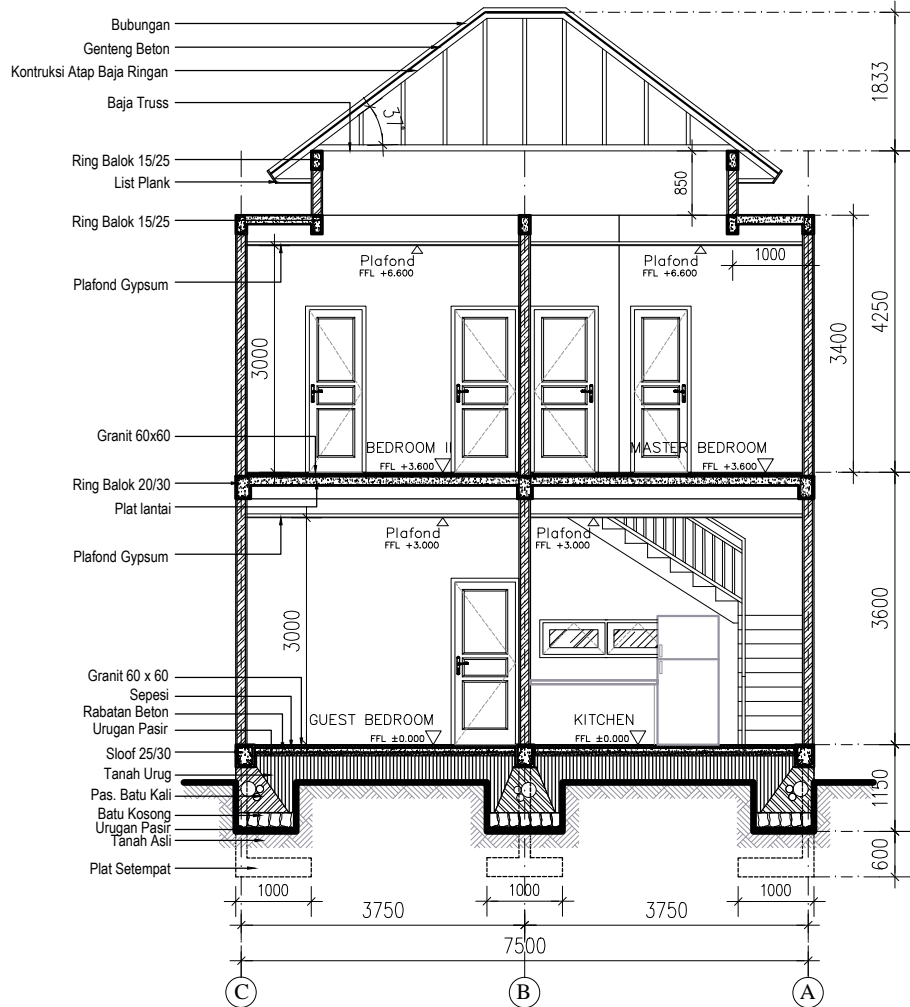 Bubungan
Genteng Beton
Kontruksi Atap Baja Ringan
Baja Truss
37°
1833
Ring Balok 15/25
List Plank
850
Ring Balok 15/25
Plafond
FFL +6.600
Plafond
FFL +6.600
1000
Plafond Gypsum
3000
3400
4250
Granit 60x60
BEDROOM II
FFL +3.600
MASTER BEDROOM
FFL +3.600
Ring Balok 20/30
Plat lantai
Plafond
FFL +3.000
Plafond
FFL +3.000
Plafond Gypsum
3000
3600
Granit 60 x 60
Sepesi
Rabatan Beton
GUEST BEDROOM
KITCHEN
Urugan Pasir
FFL ±0.000
FFL ±0.000
Sloof 25/30
Tanah Urug
Pas. Batu Kali
1150
Batu Kosong
Urugan Pasir
Tanah Asli
Plat Setempat
600
1000
1000
1000
3750
3750
7500
C
B
A